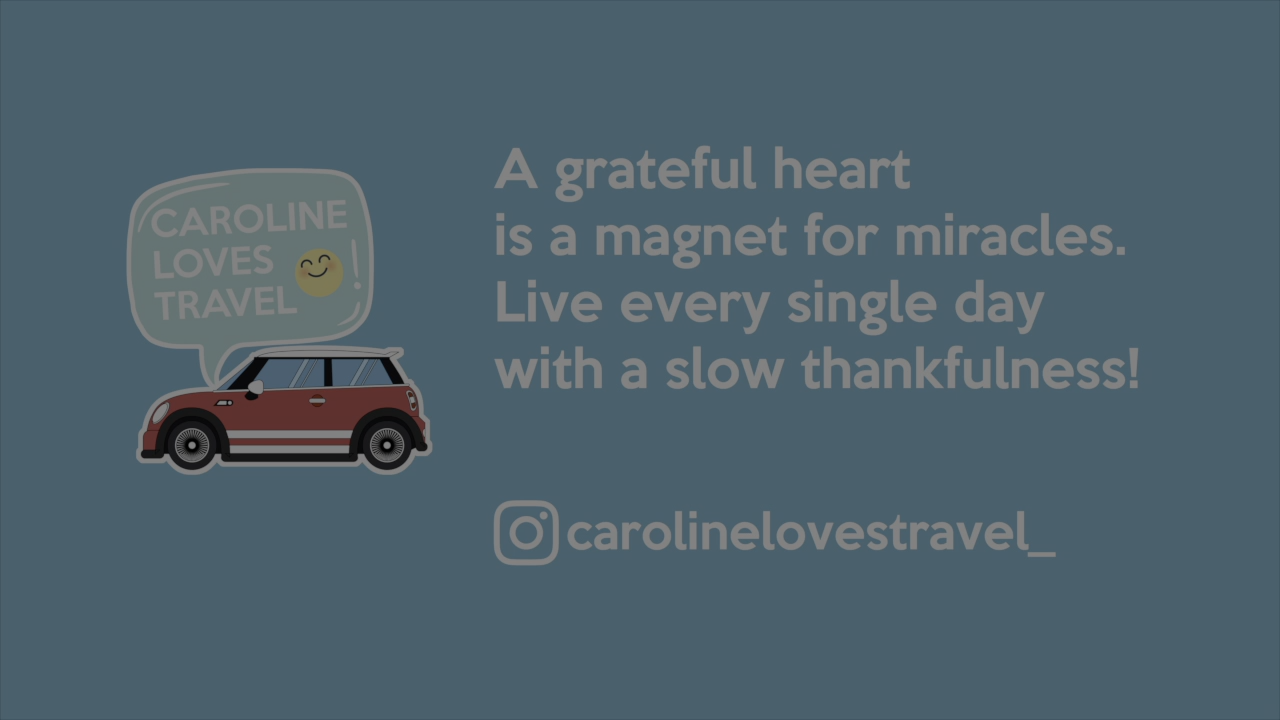 CAROLINE
LOVES
TRAVEL !
A grateful heart
is a magnet for miracles.
Live every single day
with a slow thankfulness!
carolinelovestravel_